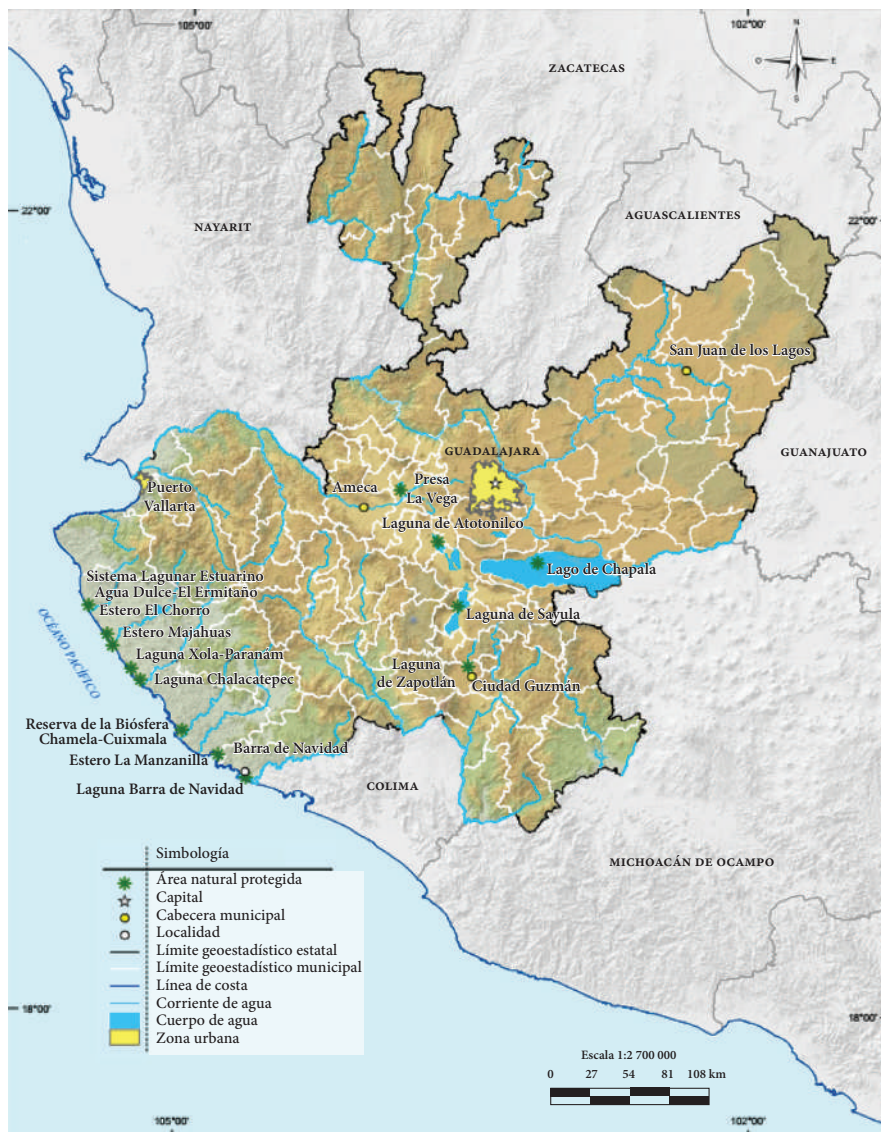 105°00'
102°00'
N
O
E
S
ZACATECAS
22°00'
22°00'
AGUASCALIENTES
NAYARIT
San Juan de los Lagos
GUADALAJARA
GUANAJUATO
Puerto
Vallarta
Ameca
Presa
La Vega
Laguna de Atotonilco
Lago de Chapala
Sistema Lagunar Estuarino
Agua Dulce-El Ermitaño
Estero El Chorro
Laguna de Sayula
OCÉANO PACÍFICO
Estero Majahuas
Laguna Xola-Paranám
Laguna Chalacatepec
Laguna
de Zapotlán
Ciudad Guzmán
Reserva de la Biósfera
Chamela-Cuixmala
Barra de Navidad
Estero La Manzanilla
Laguna Barra de Navidad
COLIMA
MICHOACÁN DE OCAMPO
Simbología
Área natural protegida
Capital
Cabecera municipal
Localidad
Límite geoestadístico estatal
Límite geoestadístico municipal
Línea de costa
Corriente de agua
Cuerpo de agua
Zona urbana
18°00'
18°00'
Escala 1:2 700 000
0 27 54 81 108 km
105°00'
102°00'